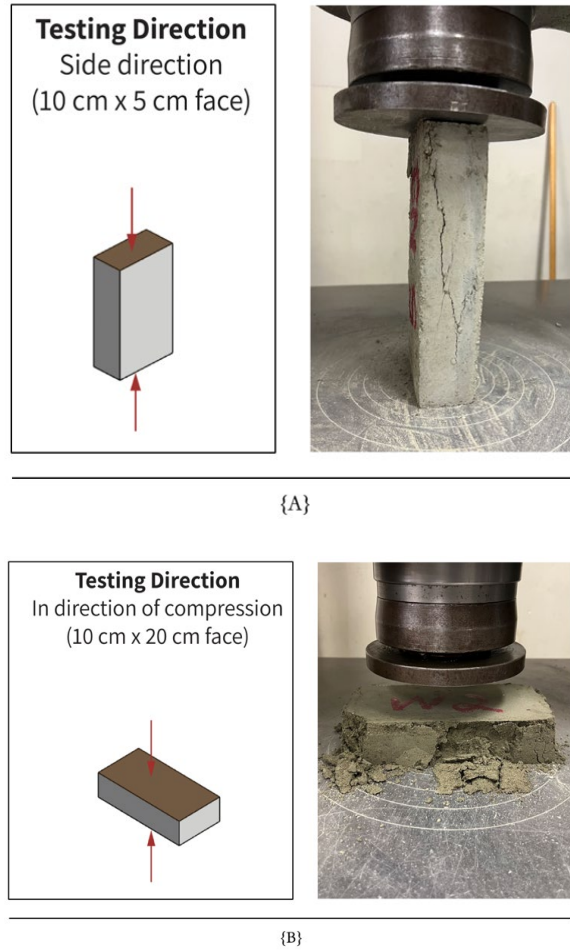 Testing Direction
Side direction
(10 cm x 5 cm face)
{A}
Testing Direction
In direction of compression
(10 cm x 20 cm face)
{B}